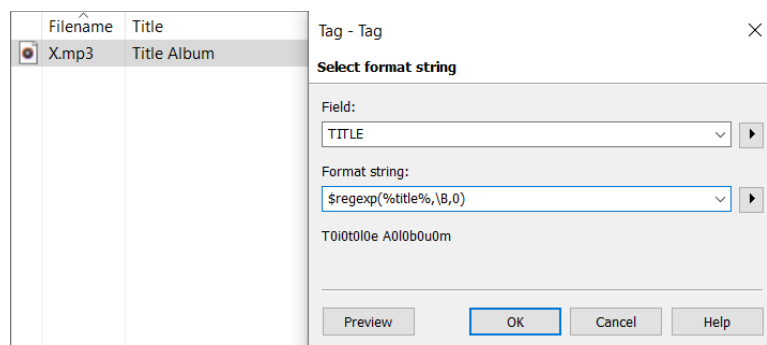 Filename Title
X.mp3 Title Album
Tag - Tag
Select format string
Field:
TITLE
Format string:
$regexp(%title%,\B,0)
T0i0t0l0e A0l0b0u0m
Preview OK Cancel Help